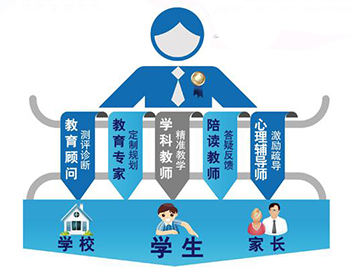 教育顾问
测评诊断
教育专家
定制规划
学科教师
精准教学
陪读教师
答疑反馈
心理辅导师
激励疏导
学校
学生
家长